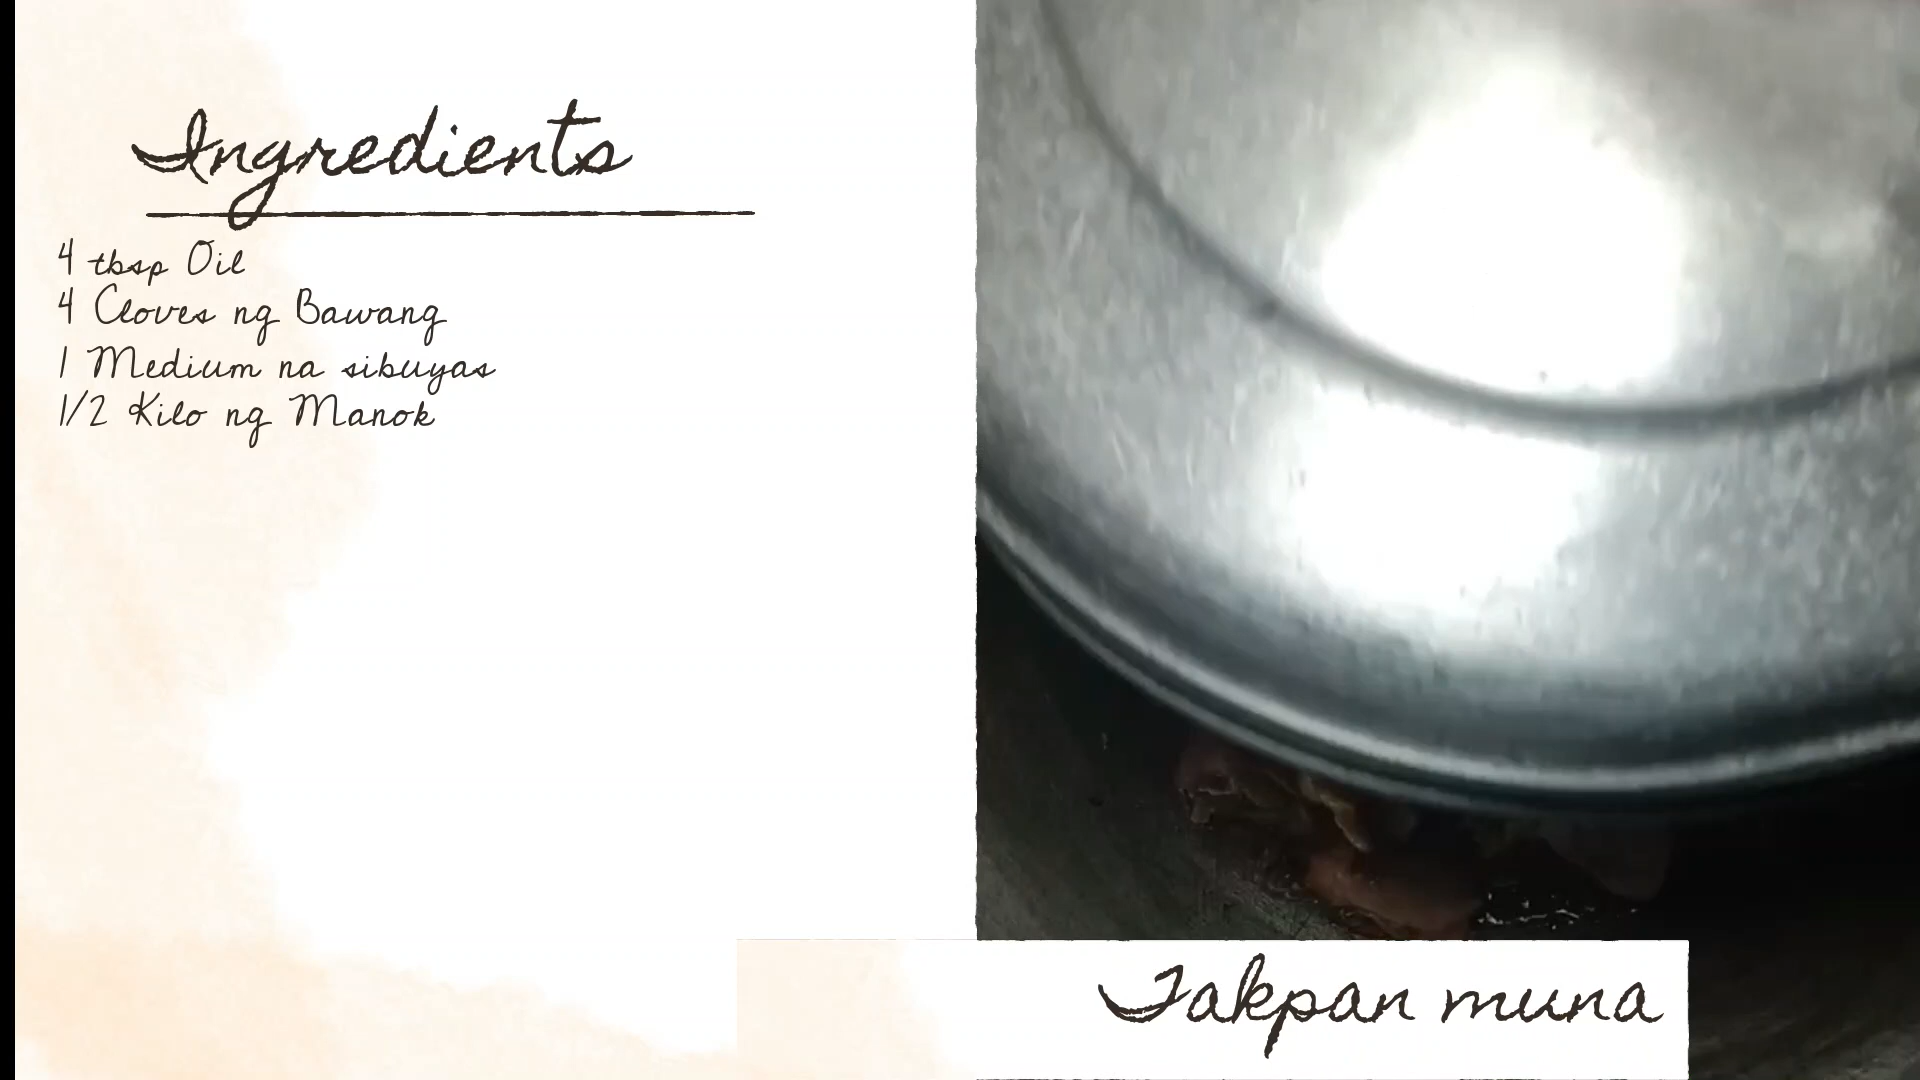 Ingredients
4 tbsp Oil
4 Cloves ng Bawang
1 Medium na sibuyas
1/2 Kilo ng Manok
Takpan muna